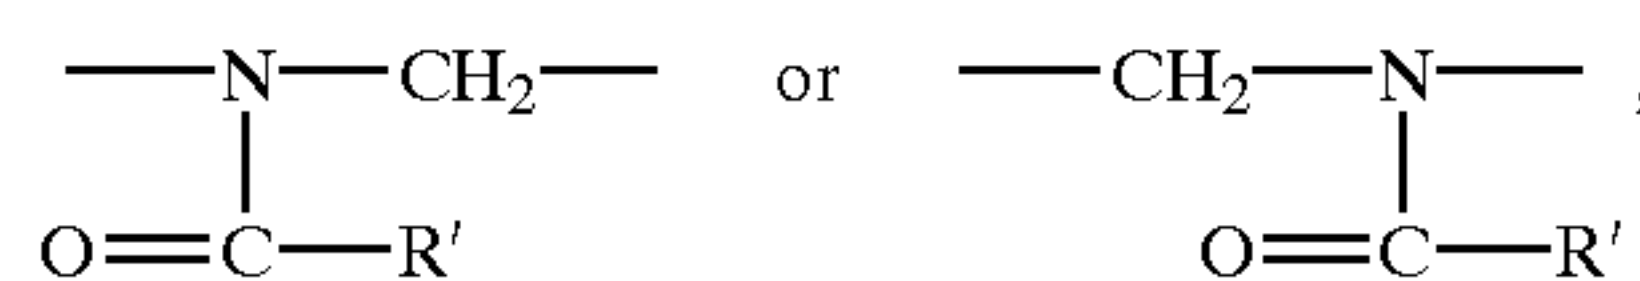 —N—CH₂— or —CH₂—N—,
O=C—R′ O=C—R′